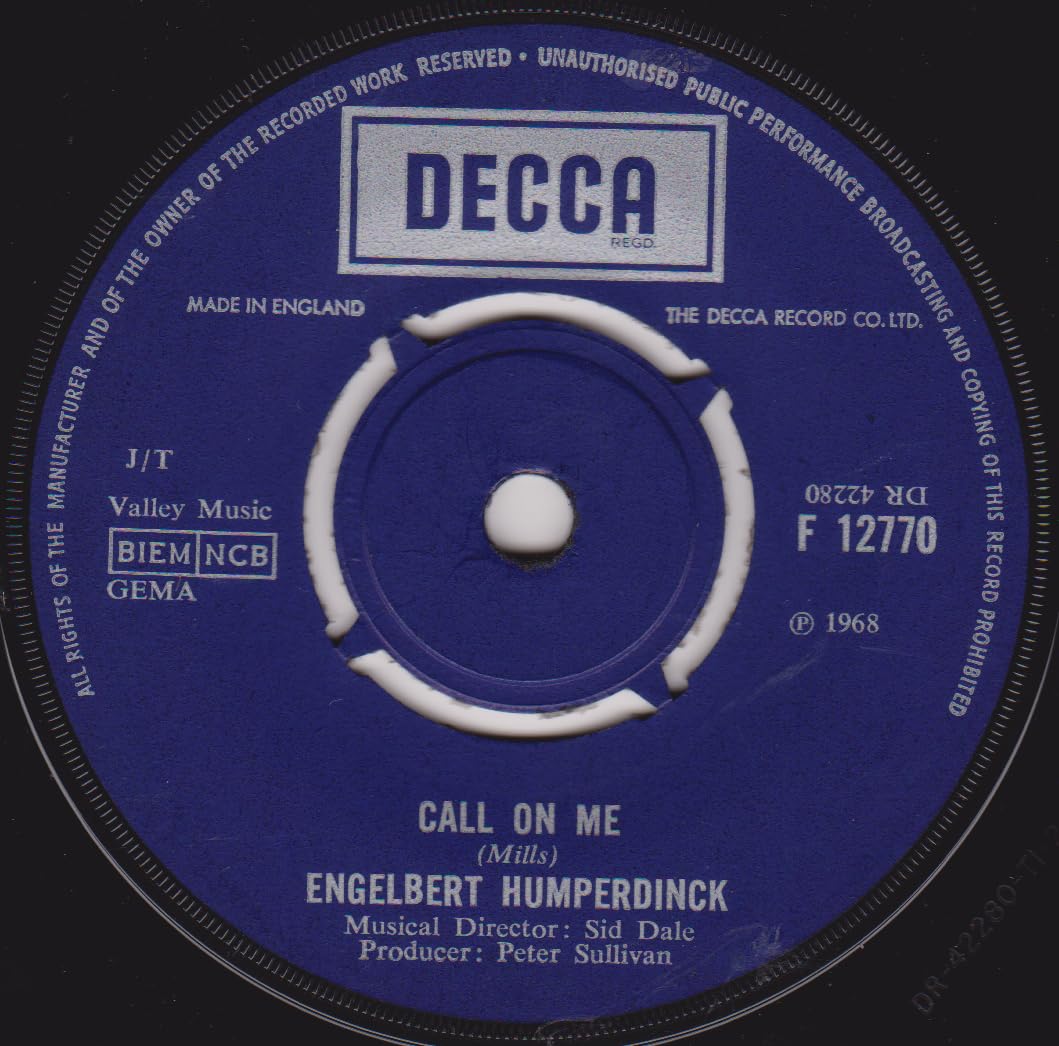 ALL RIGHTS OF THE MANUFACTURER AND OF THE OWNER OF THE RECORDED WORK RESERVED • UNAUTHORISED PUBLIC PERFORMANCE BROADCASTING AND COPYING OF THIS RECORD PROHIBITED
DECCA
REGD.
MADE IN ENGLAND
THE DECCA RECORD CO. LTD.
J/T
Valley Music
BIEM NCB
GEMA
DR 42280
F 12770
℗ 1968
CALL ON ME
(Mills)
ENGELBERT HUMPERDINCK
Musical Director: Sid Dale
Producer: Peter Sullivan